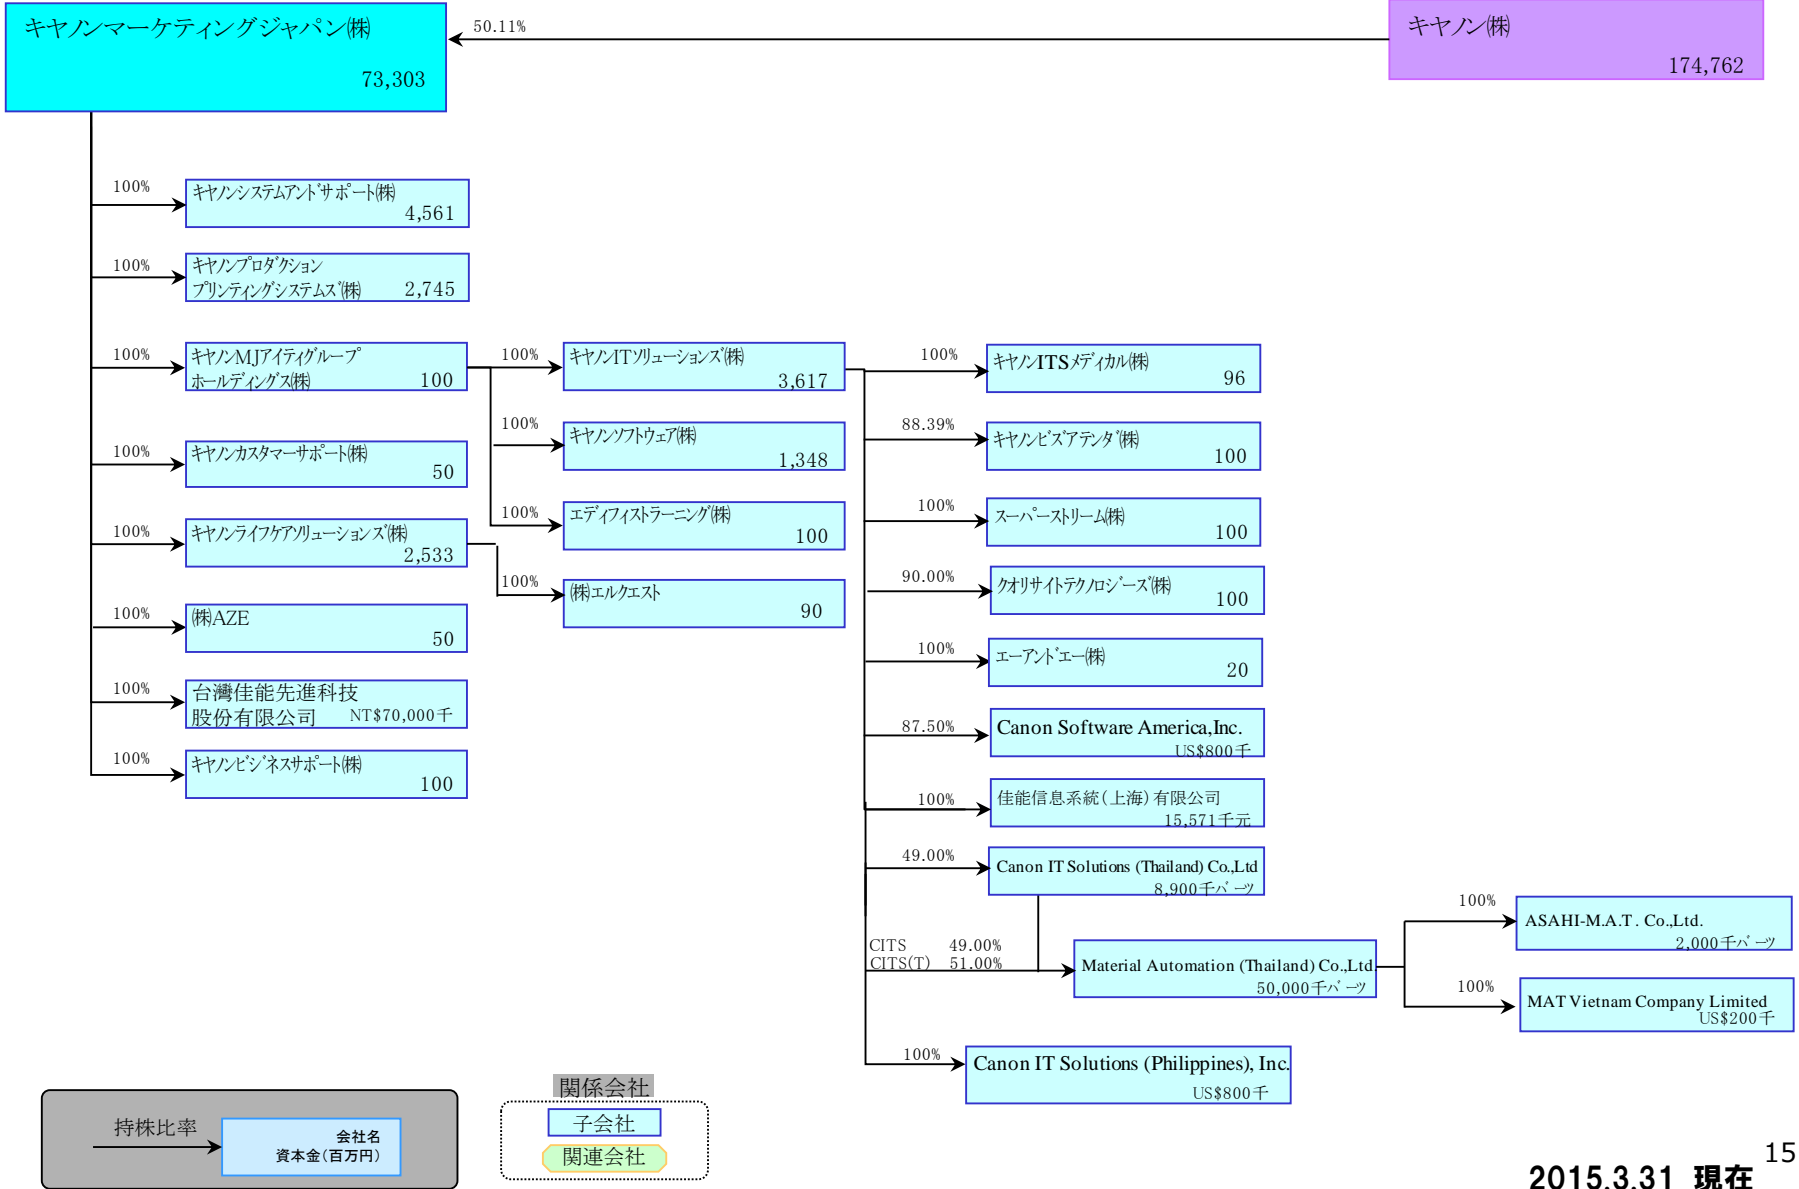 キヤノンマーケティングジャパン㈱
73,303
50.11%
キヤノン㈱
174,762
100%
キヤノンシステムアンドサポート㈱
4,561
100%
キヤノンプロダクション
プリンティングシステムズ㈱ 2,745
100%
キヤノンMJアイティグループ
ホールディングス㈱ 100
100%
キヤノンカスタマーサポート㈱
50
100%
キヤノンライフケアソリューションズ㈱
2,533
100%
㈱AZE
50
100%
台灣佳能先進科技
股份有限公司 NT$70,000千
100%
キヤノンビジネスサポート㈱
100
100%
キヤノンITソリューションズ㈱
3,617
100%
キヤノンソフトウェア㈱
1,348
100%
エディフィストラーニング㈱
100
100%
㈱エルクエスト
90
100%
キヤノンITSメディカル㈱
96
88.39%
キヤノンビズアテンダ㈱
100
100%
スーパーストリーム㈱
100
90.00%
クオリサイトテクノロジーズ㈱
100
100%
エーアンドエー㈱
20
87.50%
Canon Software America,Inc.
US$800千
100%
佳能信息系統(上海)有限公司
15,571千元
49.00%
Canon IT Solutions (Thailand) Co.,Ltd
8,900千バーツ
CITS 49.00%
CITS(T) 51.00%
Material Automation (Thailand) Co.,Ltd.
50,000千バーツ
100%
ASAHI-M.A.T. Co.,Ltd.
2,000千バーツ
100%
MAT Vietnam Company Limited
US$200千
100%
Canon IT Solutions (Philippines), Inc.
US$800千
持株比率
会社名
資本金(百万円)
関係会社
子会社
関連会社
15
2015.3.31 現在